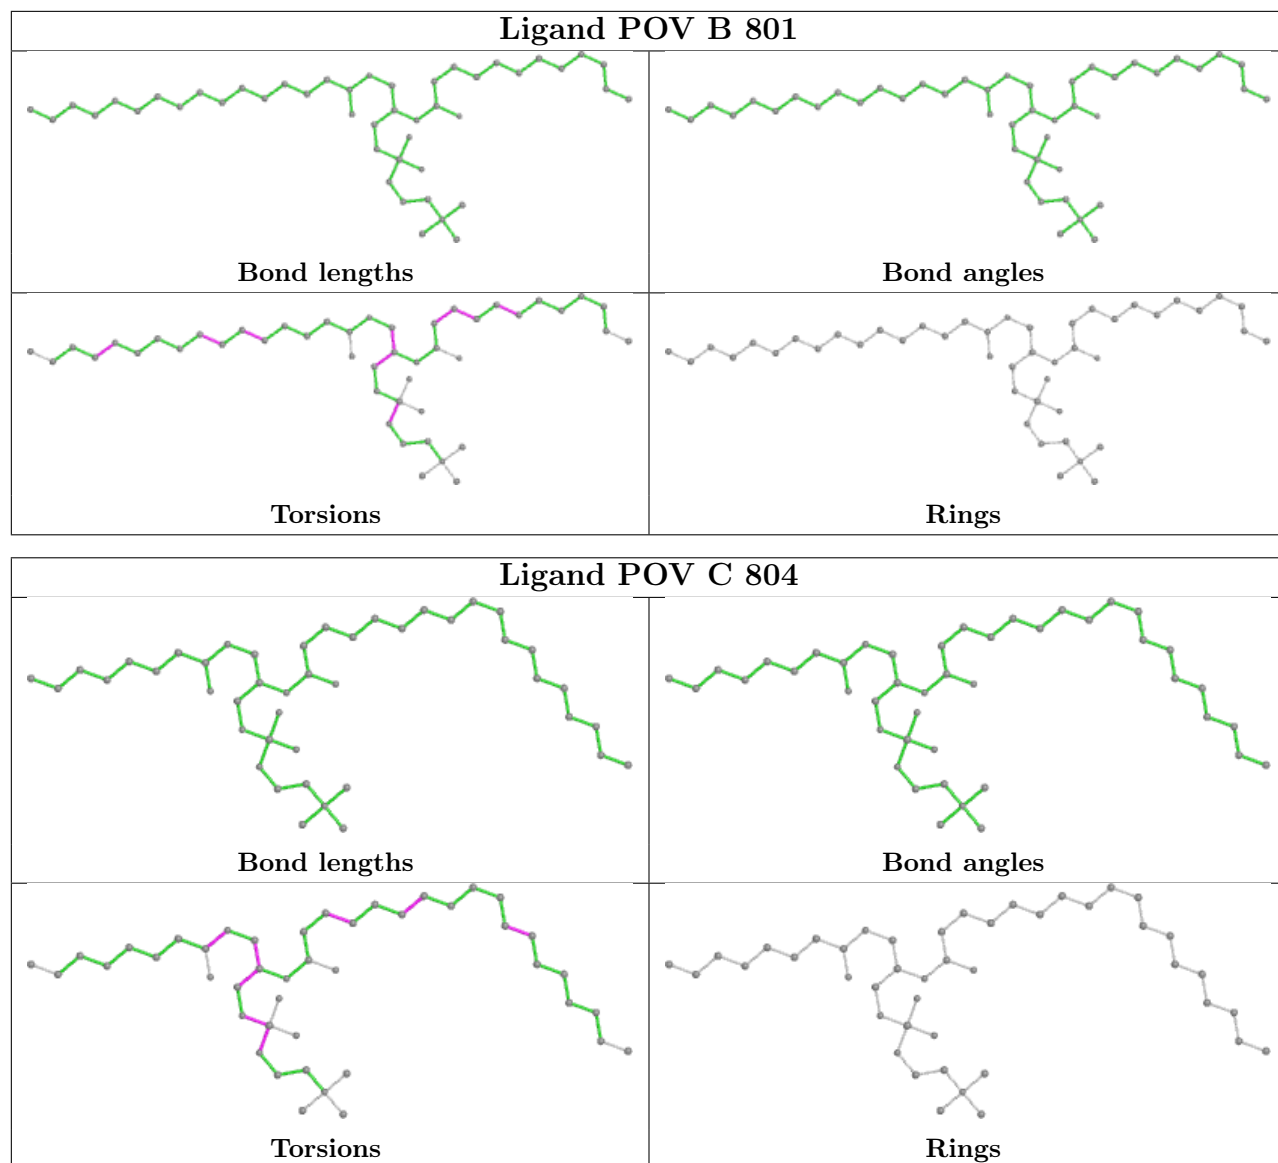 Ligand POV B 801
Bond lengths
Bond angles
Torsions
Rings
Ligand POV C 804
Bond lengths
Bond angles
Torsions
Rings